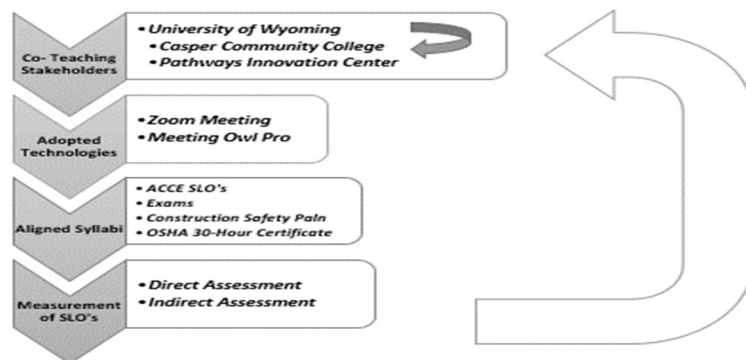 Co- Teaching
Stakeholders
• University of Wyoming
• Casper Community College
• Pathways Innovation Center
Adopted
Technologies
• Zoom Meeting
• Meeting Owl Pro
Aligned Syllabi
• ACCE SLO's
• Exams
• Construction Safety Paln
• OSHA 30-Hour Certificate
Measurement
of SLO's
• Direct Assessment
• Indirect Assessment